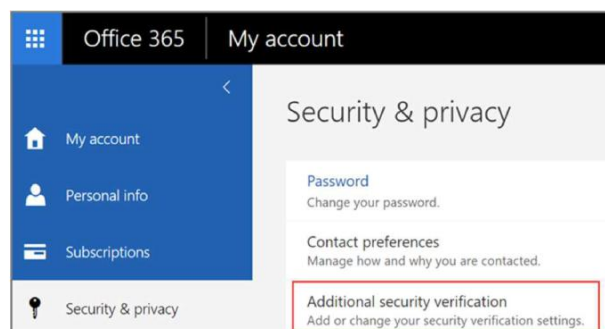 Office 365 My account
Security & privacy
My account
Personal info
Subscriptions
Security & privacy
Password
Change your password.
Contact preferences
Manage how and why you are contacted.
Additional security verification
Add or change your security verification settings.